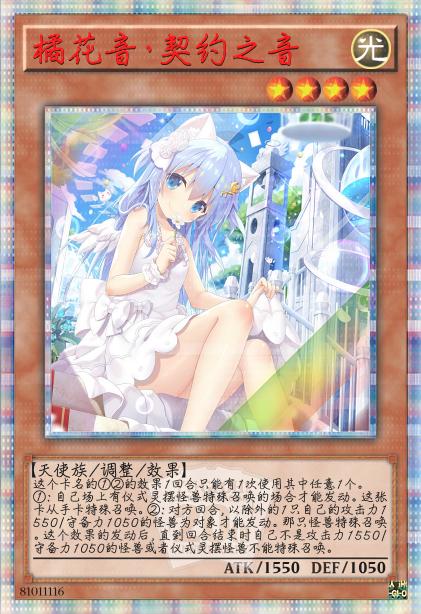 橘花音·契约之音
光
【天使族/调整/效果】
这个卡名的①②的效果1回合只能有1次使用其中任意1个。
①：自己场上有仪式灵摆怪兽特殊召唤的场合才能发动。这张
卡从手卡特殊召唤。②：对方回合，以除外的1只自己的攻击力1
550/守备力1050的怪兽为对象才能发动。那只怪兽特殊召唤
。这个效果的发动后，直到回合结束时自己不是攻击力1550/
守备力1050的怪兽或者仪式灵摆怪兽不能特殊召唤。
ATK/1550 DEF/1050
81011116